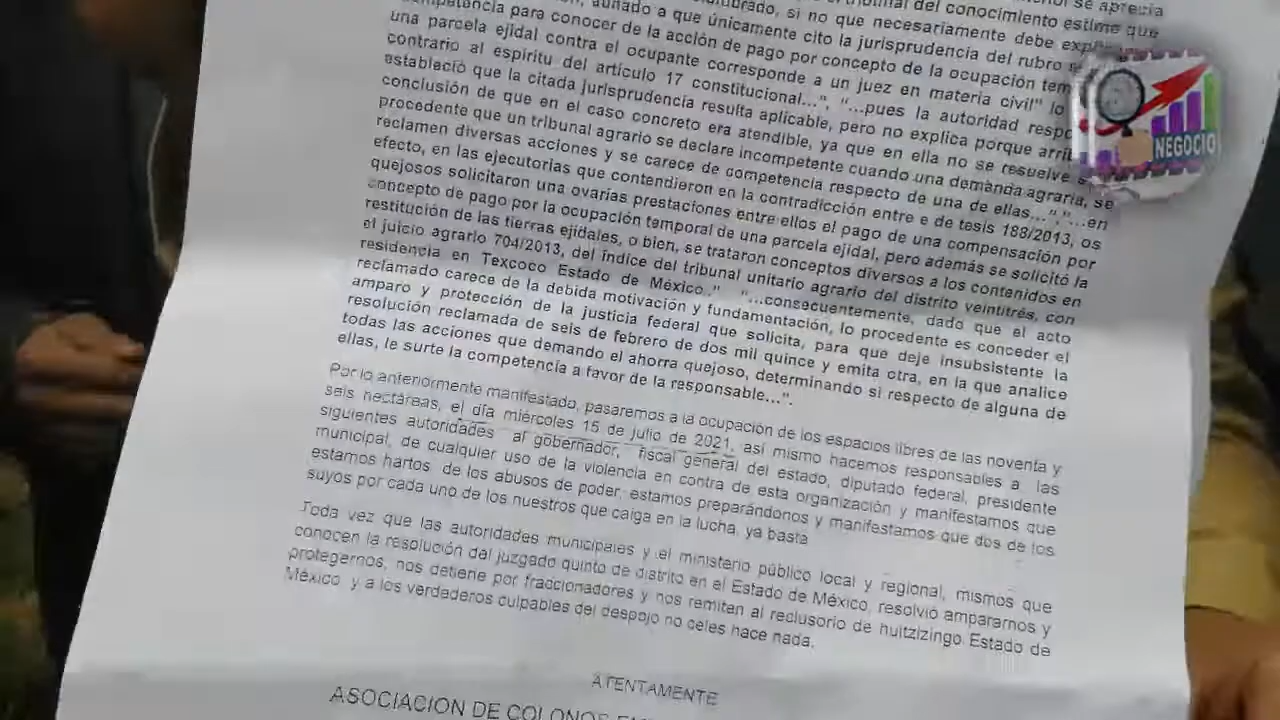 del conocimiento estime que
aunado a que únicamente cito la jurisprudencia del rubro
competencia para conocer de la acción de pago por concepto de la ocupación
una parcela ejidal contra el ocupante corresponde a un juez en materia civil" lo
contrario al espíritu del artículo 17 constitucional...". "...pues la autoridad
estableció que la citada jurisprudencia resulta aplicable, pero no explica porque
conclusión de que en el caso concreto era atendible, ya que en ella no se resuelve
procedente que un tribunal agrario se declare incompetente cuando una demanda agraria, se
reclamen diversas acciones y se carece de competencia respecto de una de ellas..."."...en
efecto, en las ejecutorias que contendieron en la contradicción entre e de tesis 188/2013, os
quejosos solicitaron una ovarias prestaciones entre ellos el pago de una compensación por
concepto de pago por la ocupación temporal de una parcela ejidal, pero además se solicitó la
restitución de las tierras ejidales, o bien, se trataron conceptos diversos a los contenidos en
el juicio agrario 704/2013, del índice del tribunal unitario agrario del distrito veintitrés, con
residencia en Texcoco Estado de México.." "...consecuentemente, dado que el acto
reclamado carece de la debida motivación y fundamentación, lo procedente es conceder el
amparo y protección de la justicia federal que solicita, para que deje insubsistente la
resolución reclamada de seis de febrero de dos mil quince y emita otra, en la que analice
todas las acciones que demando el ahorra quejoso, determinando si respecto de alguna de
ellas, le surte la competencia a favor de la responsable...".
Por lo anteriormente manifestado, pasaremos a la ocupación de los espacios libres de las noventa y
seis hectáreas, el día miércoles 15 de julio de 2021, así mismo hacemos responsables a las
siguientes autoridades al gobernador, fiscal general del estado, diputado federal, presidente
municipal, de cualquier uso de la violencia en contra de esta organización y manifestamos que
estamos hartos de los abusos de poder, estamos preparándonos y manifestamos que dos de los
suyos por cada uno de los nuestros que caiga en la lucha, ya basta
Toda vez que las autoridades municipales y el ministerio público local y regional, mismos que
conocen la resolución del juzgado quinto de distrito en el Estado de México, resolvió ampararnos y
protegernos, nos detiene por fraccionadores y nos remiten al reclusorio de huitzizingo Estado de
México y a los verdaderos culpables del despojo no celes hace nada.
ATENTAMENTE
ASOCIACION DE COLONOS
NEGOCIO